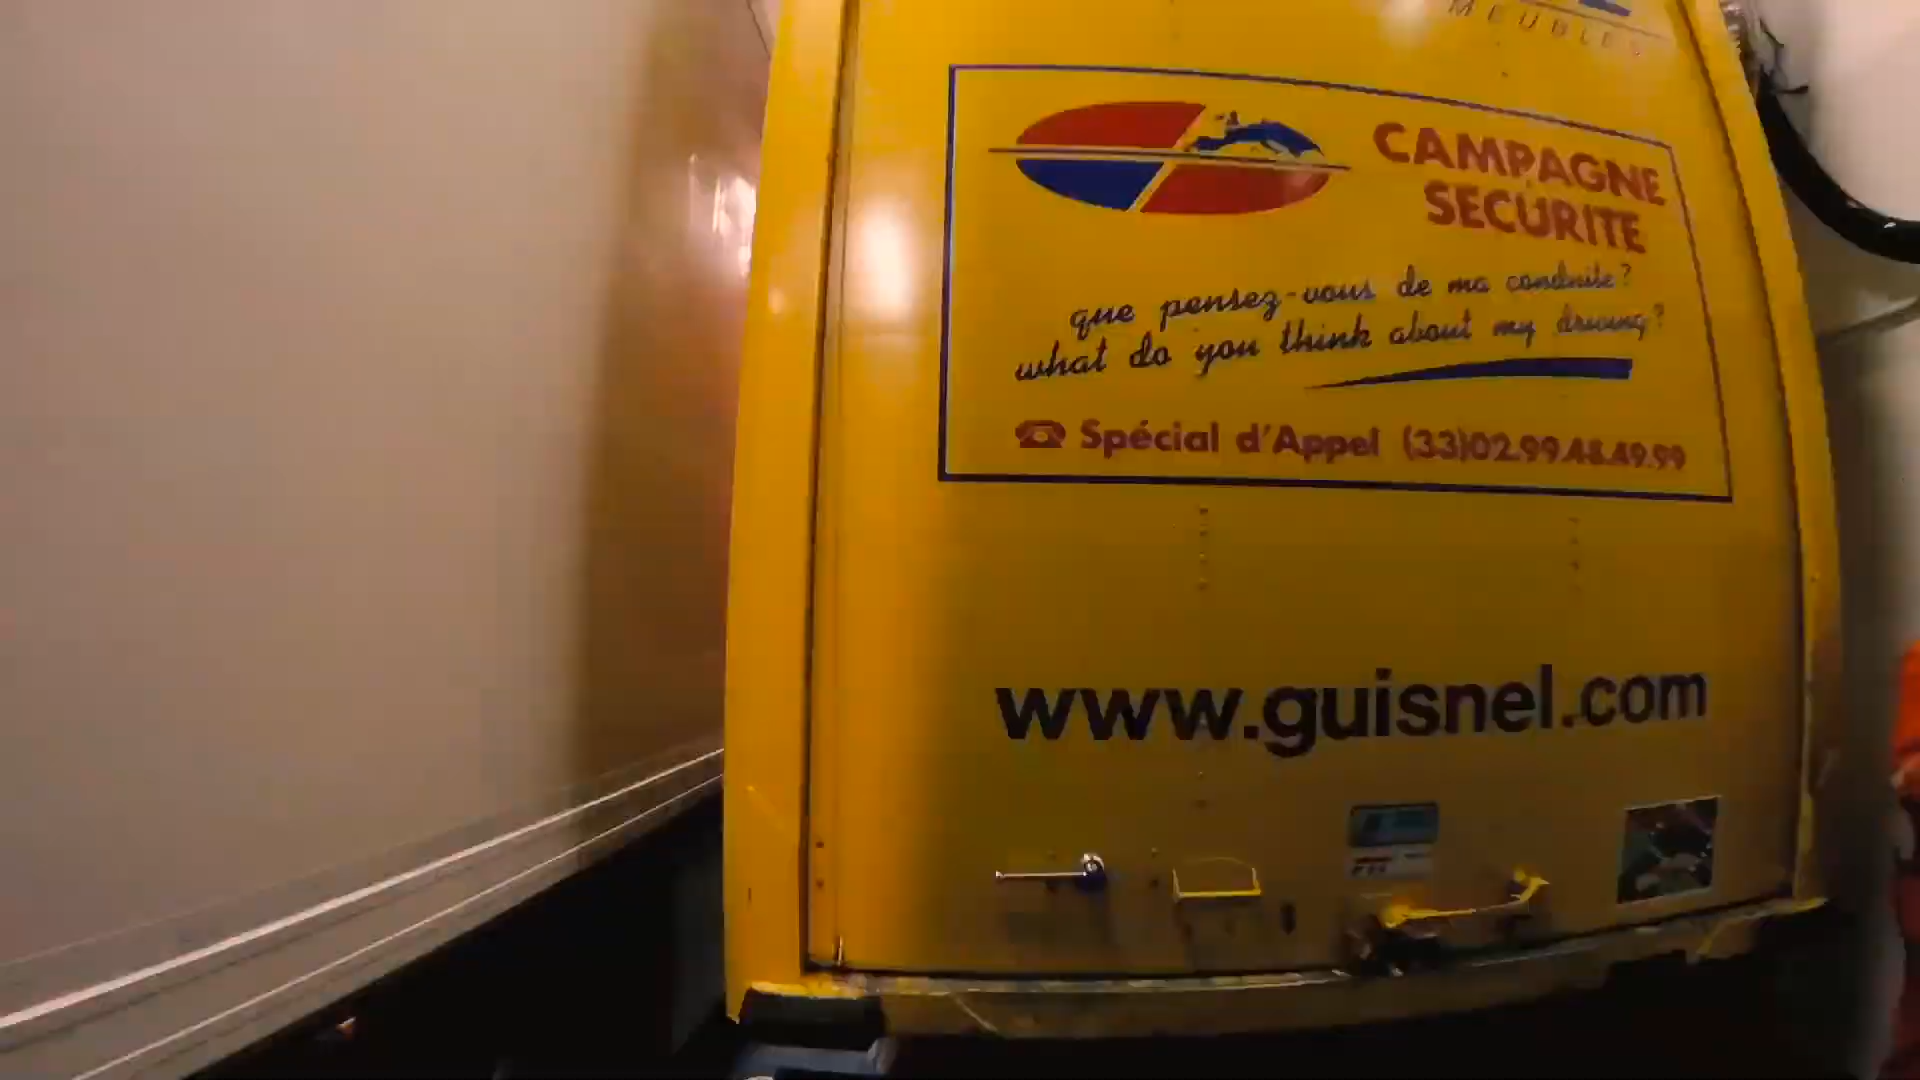 MEUBLES
CAMPAGNE
SECURITE
que pensez-vous de ma conduite?
what do you think about my driving?
Spécial d'Appel (33)02.99.48.49.99
www.guisnel.com